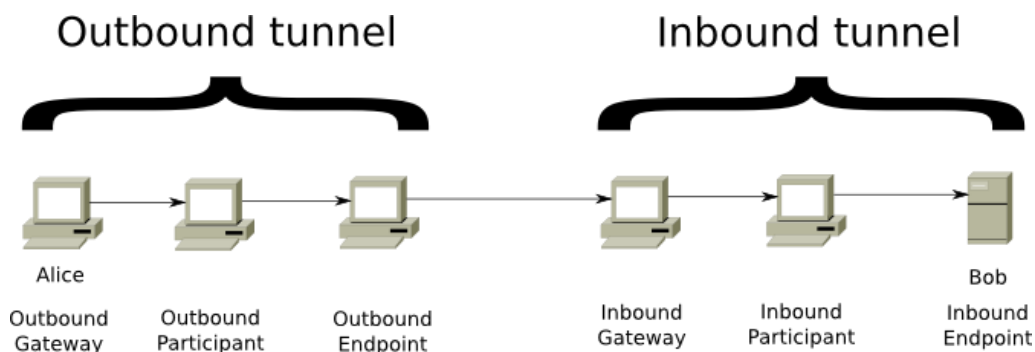 Outbound tunnel
Inbound tunnel
Alice
Bob
Outbound
Gateway
Outbound
Participant
Outbound
Endpoint
Inbound
Gateway
Inbound
Participant
Inbound
Endpoint